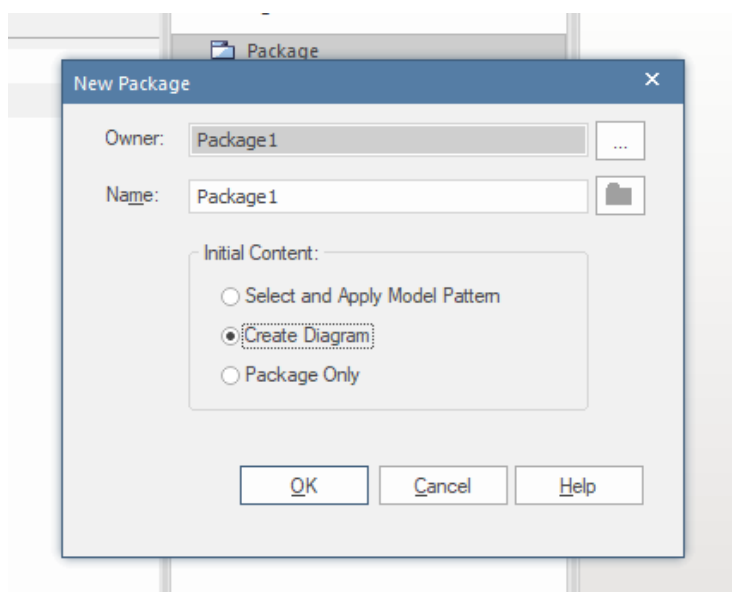 Package
New Package
Owner: Package1 ...
Name: Package1
Initial Content:
Select and Apply Model Pattern
Create Diagram
Package Only
OK Cancel Help